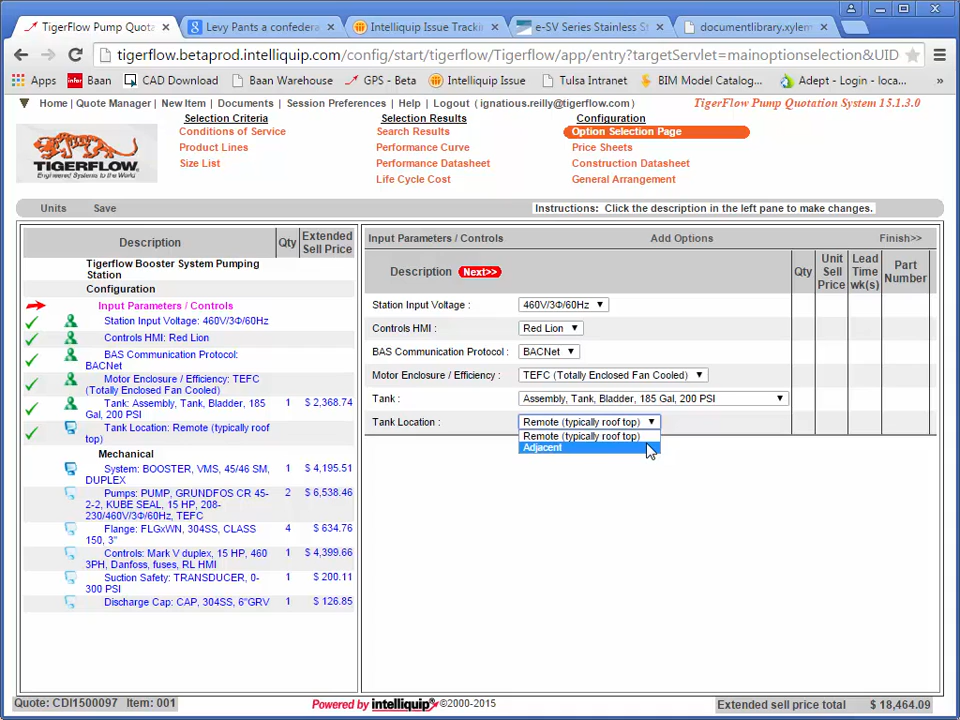 TigerFlow Pump Quota
Levy Pants a confedera
Intelliquip Issue Tracki
e-SV Series Stainless St
documentlibrary.xylem
tigerflow.betaprod.intelliquip.com/config/start/tigerflow/Tigerflow/app/entry?targetServlet=mainoptionselection&UID
Apps
infor Baan
CAD Download
Baan Warehouse
GPS - Beta
Intelliquip Issue
Tulsa Intranet
BIM Model Catalog...
Adept - Login - loca...
»
Home | Quote Manager | New Item | Documents | Session Preferences | Help | Logout ( ignatious.reilly@tigerflow.com )
TigerFlow Pump Quotation System 15.1.3.0
TIGERFLOW
Engineered Systems to the World
Selection Criteria
Conditions of Service
Product Lines
Size List
Selection Results
Search Results
Performance Curve
Performance Datasheet
Life Cycle Cost
Configuration
Option Selection Page
Price Sheets
Construction Datasheet
General Arrangement
Units
Save
Instructions: Click the description in the left pane to make changes.
Description
Qty
Extended
Sell Price
Tigerflow Booster System Pumping
Station
Configuration
Input Parameters / Controls
Station Input Voltage: 460V/3Φ/60Hz
Controls HMI: Red Lion
BAS Communication Protocol:
BACNet
Motor Enclosure / Efficiency: TEFC
(Totally Enclosed Fan Cooled)
Tank: Assembly, Tank, Bladder, 185 1 $ 2,368.74
Gal, 200 PSI
Tank Location: Remote (typically roof
top)
Mechanical
System: BOOSTER, VMS, 45/46 SM, 1 $ 4,195.51
DUPLEX
Pumps: PUMP, GRUNDFOS CR 45- 2 $ 6,538.46
2-2, KUBE SEAL, 15 HP, 208-
230/460V/3Φ/60Hz, TEFC
Flange: FLGxWN, 304SS, CLASS 4 $ 634.76
150, 3"
Controls: Mark V duplex, 15 HP, 460 1 $ 4,399.66
3PH, Danfoss, fuses, RL HMI
Suction Safety: TRANSDUCER, 0- 1 $ 200.11
300 PSI
Discharge Cap: CAP, 304SS, 6"GRV 1 $ 126.85
Input Parameters / Controls
Add Options
Finish>>
Description Next>>
Qty
Unit
Sell
Price
Lead
Time
wk(s)
Part
Number
Station Input Voltage : 460V/3Φ/60Hz
Controls HMI : Red Lion
BAS Communication Protocol : BACNet
Motor Enclosure / Efficiency : TEFC (Totally Enclosed Fan Cooled)
Tank : Assembly, Tank, Bladder, 185 Gal, 200 PSI
Tank Location : Remote (typically roof top)
Remote (typically roof top)
Adjacent
Quote: CDI1500097 Item: 001
Powered by intelliquip ©2000-2015
Extended sell price total $ 18,464.09